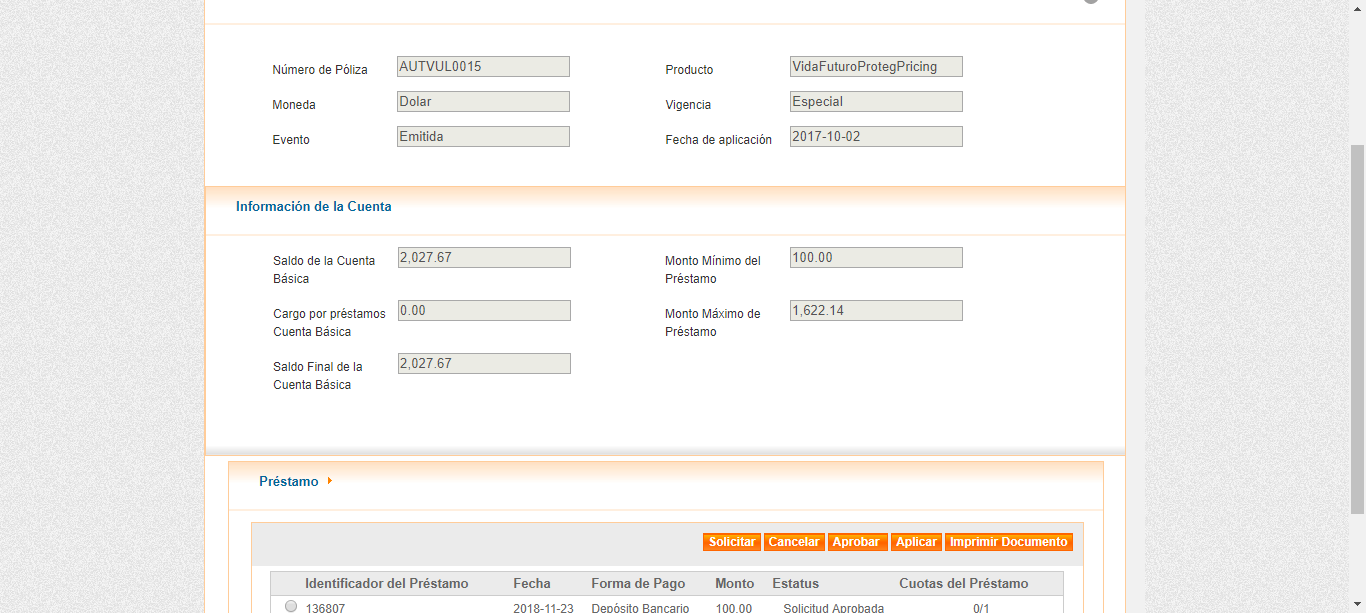 Número de Póliza AUTVUL0015 Producto VidaFuturoProtegPricing
Moneda Dolar Vigencia Especial
Evento Emitida Fecha de aplicación 2017-10-02
Información de la Cuenta
Saldo de la Cuenta Básica 2,027.67 Monto Mínimo del Préstamo 100.00
Cargo por préstamos Cuenta Básica 0.00 Monto Máximo de Préstamo 1,622.14
Saldo Final de la Cuenta Básica 2,027.67
Préstamo
Solicitar Cancelar Aprobar Aplicar Imprimir Documento
Identificador del Préstamo Fecha Forma de Pago Monto Estatus Cuotas del Préstamo
136807 2018-11-23 Depósito Bancario 100.00 Solicitud Aprobada 0/1